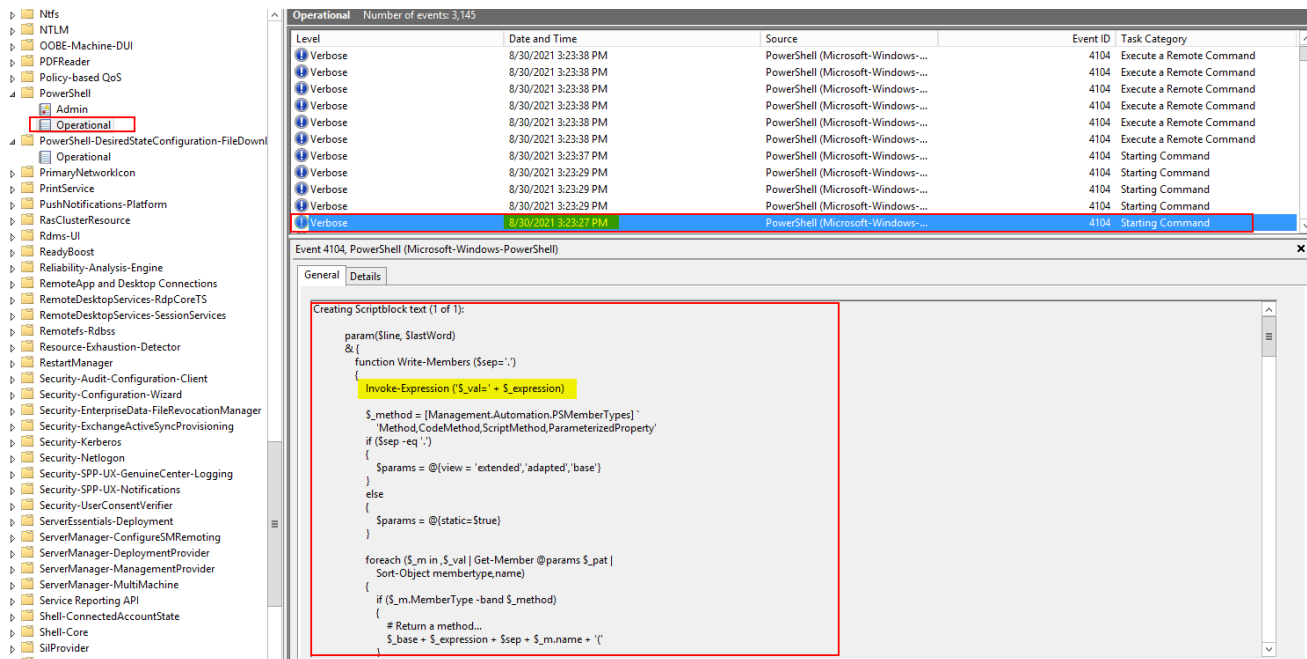 Ntfs
NTLM
OOBE-Machine-DUI
PDFReader
Policy-based QoS
PowerShell
Admin
Operational
PowerShell-DesiredStateConfiguration-FileDownl
Operational
PrimaryNetworkIcon
PrintService
PushNotifications-Platform
RasClusterResource
Rdms-UI
ReadyBoost
Reliability-Analysis-Engine
RemoteApp and Desktop Connections
RemoteDesktopServices-RdpCoreTS
RemoteDesktopServices-SessionServices
Remotefs-Rdbss
Resource-Exhaustion-Detector
RestartManager
Security-Audit-Configuration-Client
Security-Configuration-Wizard
Security-EnterpriseData-FileRevocationManager
Security-ExchangeActiveSyncProvisioning
Security-Kerberos
Security-Netlogon
Security-SPP-UX-GenuineCenter-Logging
Security-SPP-UX-Notifications
Security-UserConsentVerifier
ServerEssentials-Deployment
ServerManager-ConfigureSMRemoting
ServerManager-DeploymentProvider
ServerManager-ManagementProvider
ServerManager-MultiMachine
Service Reporting API
Shell-ConnectedAccountState
Shell-Core
SilProvider
Operational Number of events: 3,145
Level Date and Time Source Event ID Task Category
Verbose 8/30/2021 3:23:38 PM PowerShell (Microsoft-Windows-... 4104 Execute a Remote Command
Verbose 8/30/2021 3:23:38 PM PowerShell (Microsoft-Windows-... 4104 Execute a Remote Command
Verbose 8/30/2021 3:23:38 PM PowerShell (Microsoft-Windows-... 4104 Execute a Remote Command
Verbose 8/30/2021 3:23:38 PM PowerShell (Microsoft-Windows-... 4104 Execute a Remote Command
Verbose 8/30/2021 3:23:38 PM PowerShell (Microsoft-Windows-... 4104 Execute a Remote Command
Verbose 8/30/2021 3:23:38 PM PowerShell (Microsoft-Windows-... 4104 Execute a Remote Command
Verbose 8/30/2021 3:23:37 PM PowerShell (Microsoft-Windows-... 4104 Starting Command
Verbose 8/30/2021 3:23:29 PM PowerShell (Microsoft-Windows-... 4104 Starting Command
Verbose 8/30/2021 3:23:29 PM PowerShell (Microsoft-Windows-... 4104 Starting Command
Verbose 8/30/2021 3:23:29 PM PowerShell (Microsoft-Windows-... 4104 Starting Command
Verbose 8/30/2021 3:23:27 PM PowerShell (Microsoft-Windows-... 4104 Starting Command
Event 4104, PowerShell (Microsoft-Windows-PowerShell)
General Details
Creating Scriptblock text (1 of 1):
param($line, $lastWord)
& {
function Write-Members ($sep='.')
{
Invoke-Expression ('$_val=' + $_expression)
$_method = [Management.Automation.PSMemberTypes] `
'Method,CodeMethod,ScriptMethod,ParameterizedProperty'
if ($sep -eq '.')
{
$params = @{view = 'extended','adapted','base'}
}
else
{
$params = @{static=$true}
}
foreach ($_m in ,$_val | Get-Member @params $_pat |
Sort-Object membertype,name)
{
if ($_m.MemberType -band $_method)
{
# Return a method...
$_base + $_expression + $sep + $_m.name + '('
}